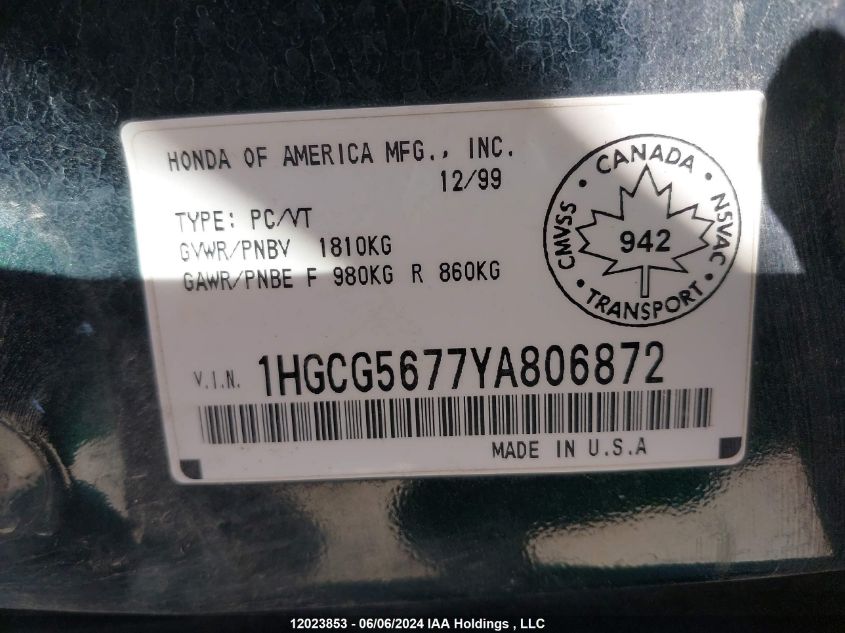 HONDA OF AMERICA MFG., INC.
12/99
TYPE: PC/VT
GVWR/PNBV 1810KG
GAWR/PNBE F 980KG R 860KG
CANADA
CMVSS
NSVAC
942
TRANSPORT
V.I.N. 1HGCG5677YA806872
MADE IN U.S.A
12023853 - 06/06/2024 IAA Holdings , LLC